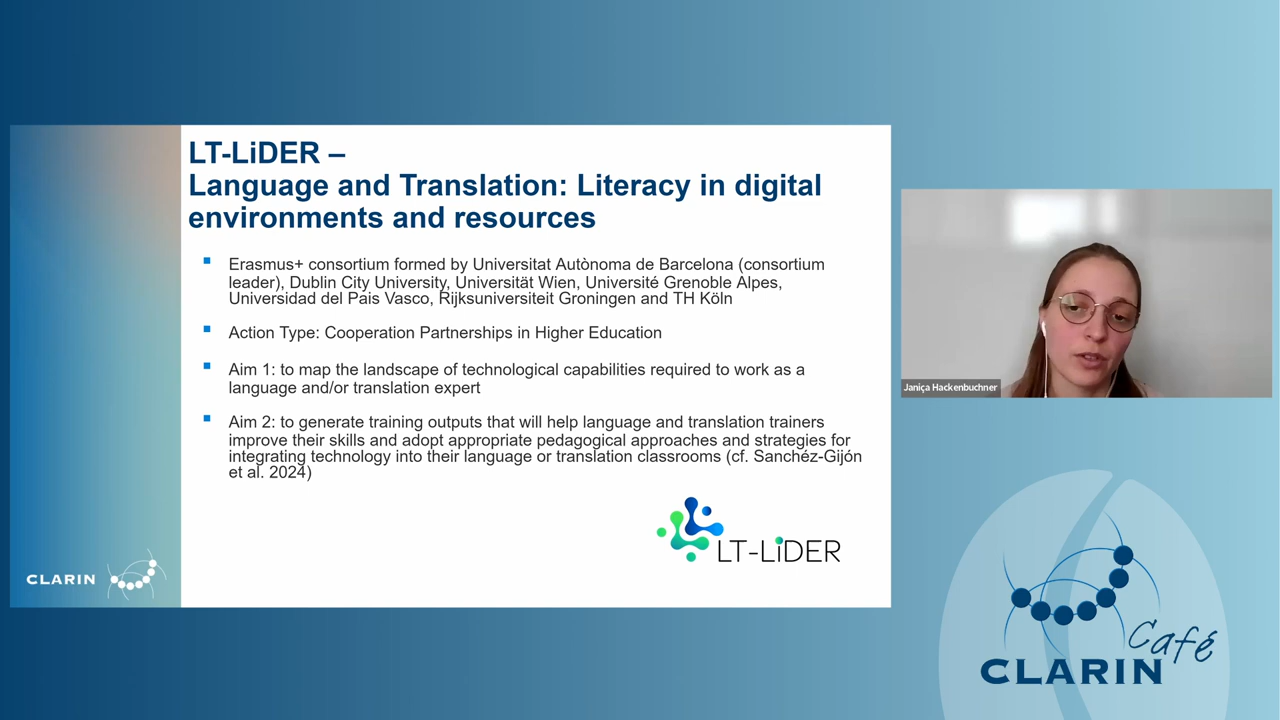 LT-LiDER –
Language and Translation: Literacy in digital
environments and resources
Erasmus+ consortium formed by Universitat Autònoma de Barcelona (consortium
leader), Dublin City University, Universität Wien, Université Grenoble Alpes,
Universidad del Pais Vasco, Rijksuniversiteit Groningen and TH Köln
Action Type: Cooperation Partnerships in Higher Education
Aim 1: to map the landscape of technological capabilities required to work as a
language and/or translation expert
Aim 2: to generate training outputs that will help language and translation trainers
improve their skills and adopt appropriate pedagogical approaches and strategies for
integrating technology into their language or translation classrooms (cf. Sanchéz-Gijón
et al. 2024)
LT-LiDER
CLARIN
Janiça Hackenbuchner
Café
CLARIN